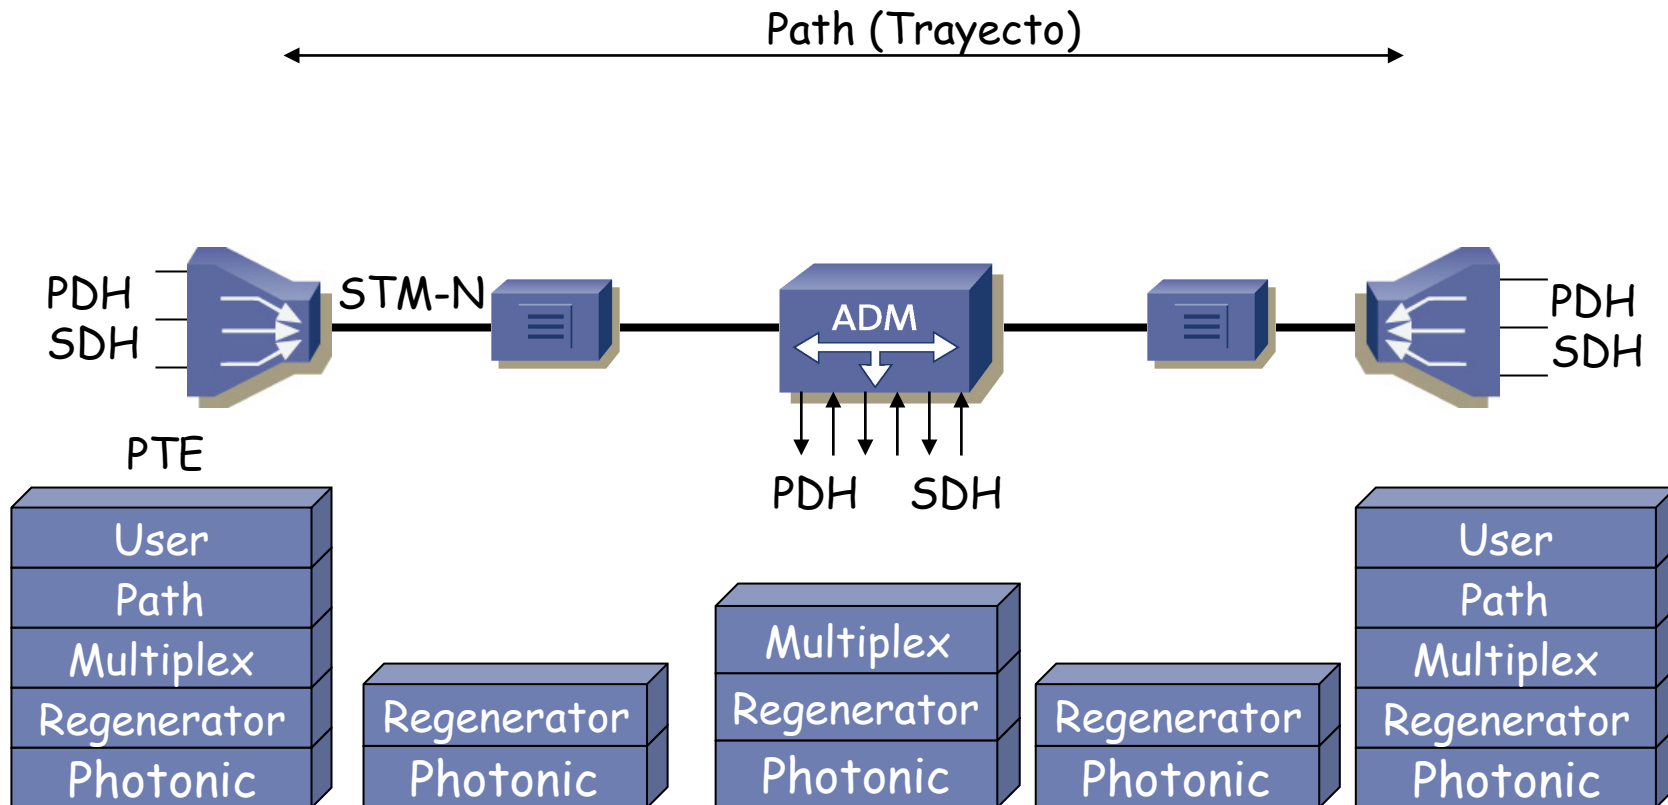 Path (Trayecto)
PDH
SDH
STM-N
ADM
PDH
SDH
PDH SDH
PTE
User
Path
Multiplex
Regenerator
Photonic
Regenerator
Photonic
Multiplex
Regenerator
Photonic
Regenerator
Photonic
User
Path
Multiplex
Regenerator
Photonic